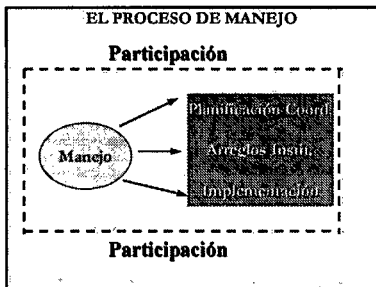 EL PROCESO DE MANEJO
Participación
Planificación Coord.
Manejo
Arreglos Instit.
Implementación
Participación